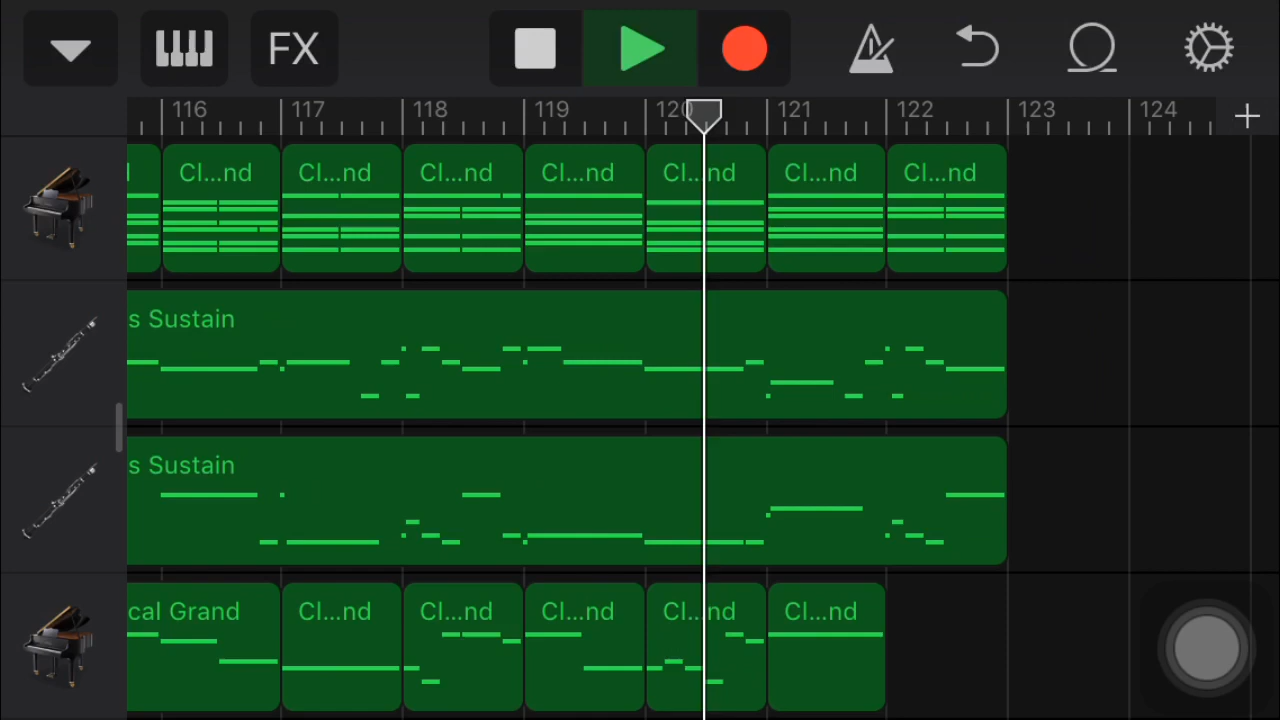 FX
116 117 118 119 120 121 122 123 124 +
Cl...nd Cl...nd Cl...nd Cl...nd Cl...nd Cl...nd Cl...nd
s Sustain
s Sustain
cal Grand Cl...nd Cl...nd Cl...nd Cl...nd Cl...nd